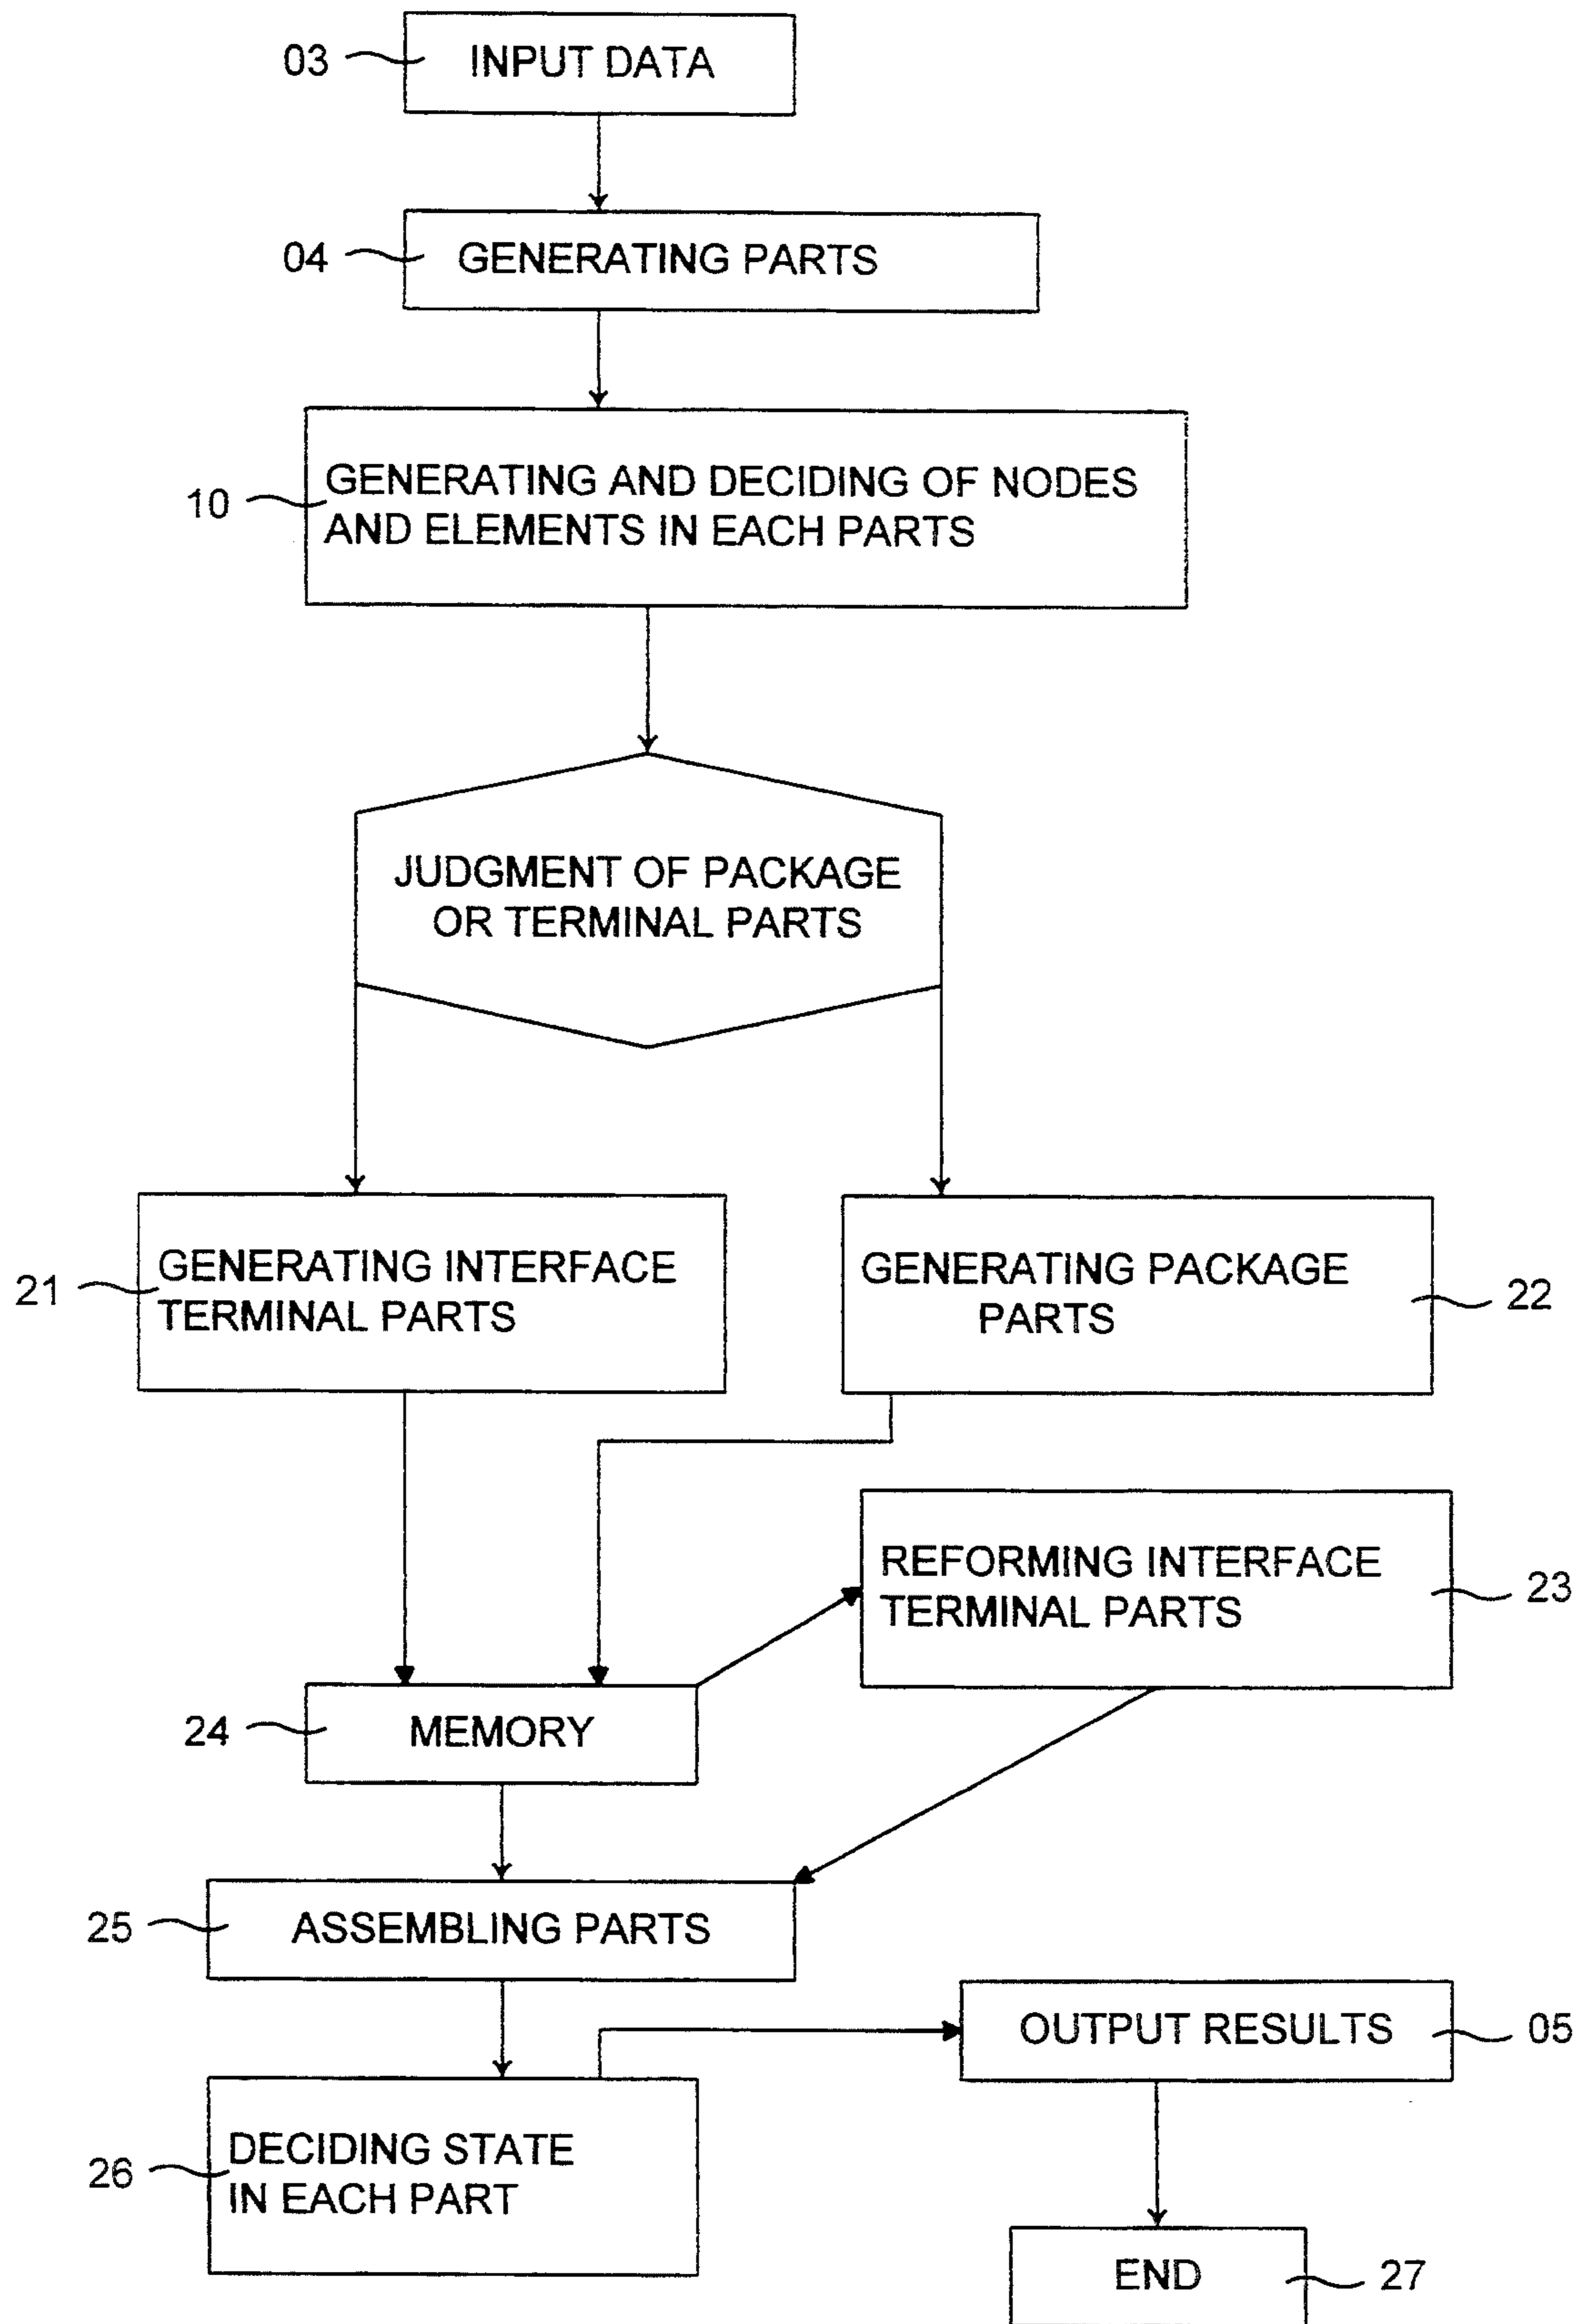 03
INPUT DATA
04
GENERATING PARTS
10
GENERATING AND DECIDING OF NODES
AND ELEMENTS IN EACH PARTS
JUDGMENT OF PACKAGE
OR TERMINAL PARTS
21
GENERATING INTERFACE
TERMINAL PARTS
GENERATING PACKAGE
PARTS
22
REFORMING INTERFACE
TERMINAL PARTS
23
24
MEMORY
25
ASSEMBLING PARTS
OUTPUT RESULTS
05
26
DECIDING STATE
IN EACH PART
END
27